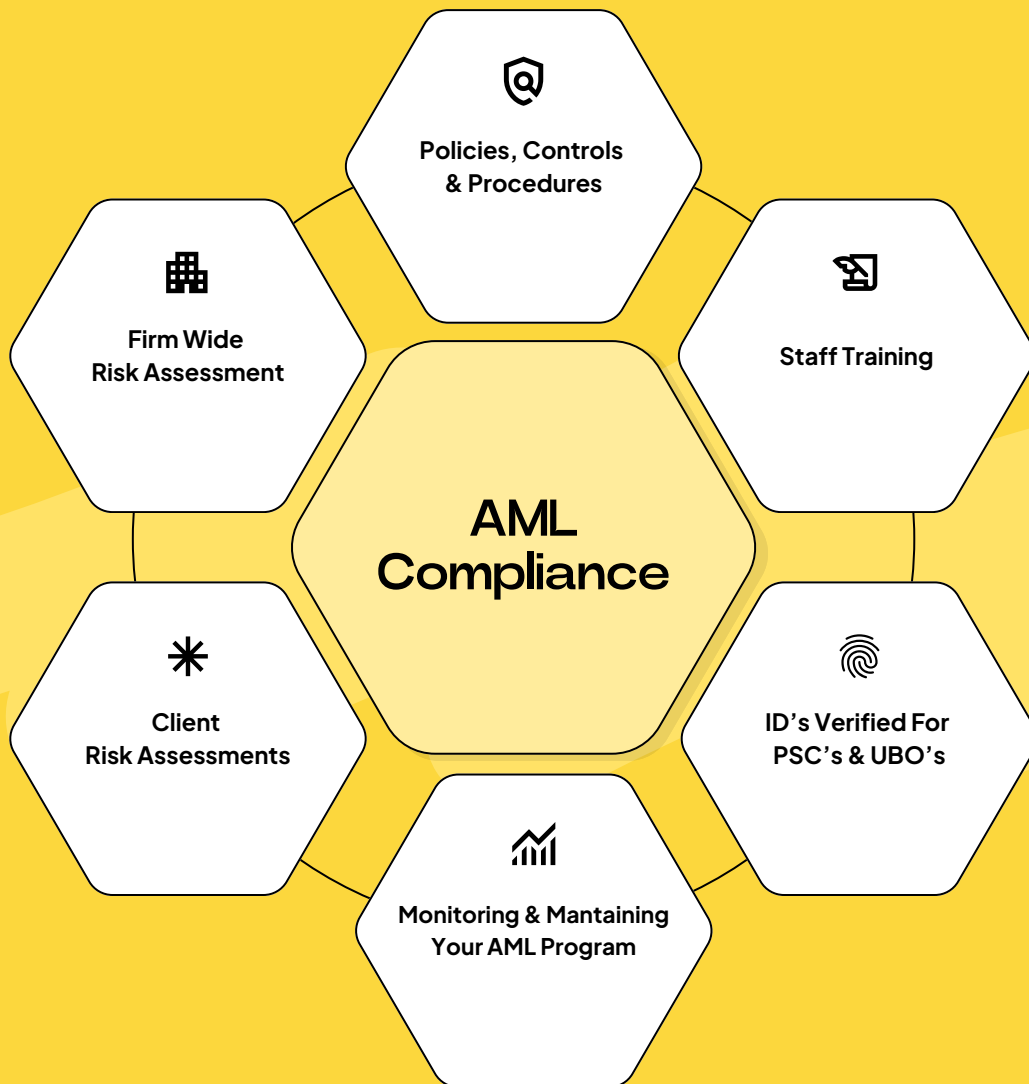 Policies, Controls
& Procedures
Firm Wide
Risk Assessment
Staff Training
AML
Compliance
Client
Risk Assessments
ID’s Verified For
PSC’s & UBO’s
Monitoring & Mantaining
Your AML Program